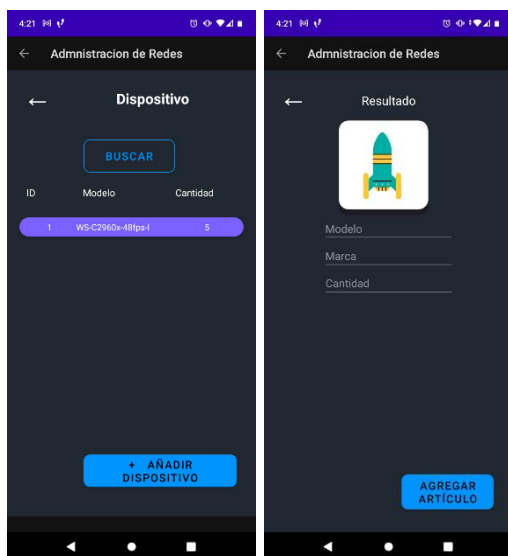 4:21
Admnistracion de Redes
Dispositivo
BUSCAR
ID Modelo Cantidad
1 WS-C2960x-48fps-l 5
+ AÑADIR
DISPOSITIVO
4:21
Admnistracion de Redes
Resultado
Modelo
Marca
Cantidad
AGREGAR
ARTÍCULO